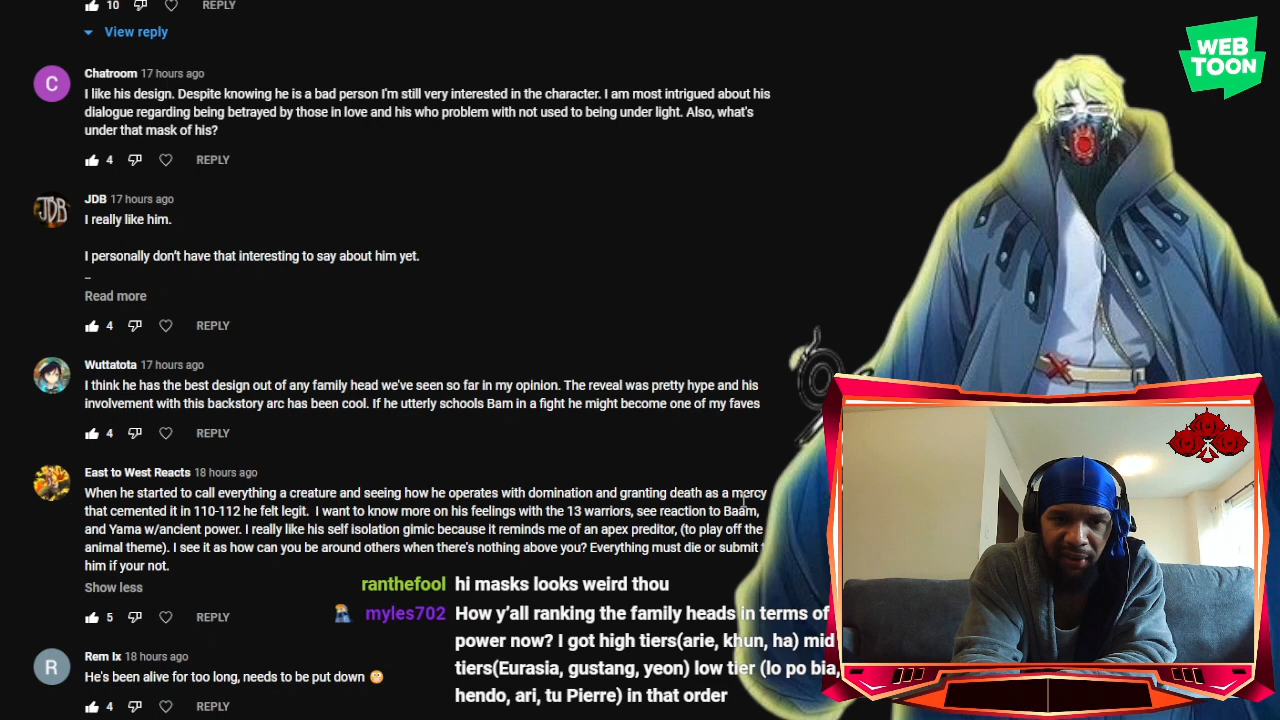 10 REPLY
View reply
WEB
TOON
C
Chatroom 17 hours ago
I like his design. Despite knowing he is a bad person I'm still very interested in the character. I am most intrigued about his
dialogue regarding being betrayed by those in love and his who problem with not used to being under light. Also, what's
under that mask of his?
4 REPLY
JDB
JDB 17 hours ago
I really like him.
I personally don't have that interesting to say about him yet.
_
Read more
4 REPLY
Wuttatota 17 hours ago
I think he has the best design out of any family head we've seen so far in my opinion. The reveal was pretty hype and his
involvement with this backstory arc has been cool. If he utterly schools Bam in a fight he might become one of my faves
4 REPLY
East to West Reacts 18 hours ago
When he started to call everything a creature and seeing how he operates with domination and granting death as a mercy
that cemented it in 110-112 he felt legit. I want to know more on his feelings with the 13 warriors, see reaction to Baam,
and Yama w/ancient power. I really like his self isolation gimic because it reminds me of an apex preditor, (to play off the
animal theme). I see it as how can you be around others when there's nothing above you? Everything must die or submit
him if your not.
Show less
5 REPLY
ranthefool hi masks looks weird thou
myles702 How y'all ranking the family heads in terms of
power now? I got high tiers(arie, khun, ha) mid
tiers(Eurasia, gustang, yeon) low tier (lo po bia,
hendo, ari, tu Pierre) in that order
R
Rem Ix 18 hours ago
He's been alive for too long, needs to be put down
4 REPLY